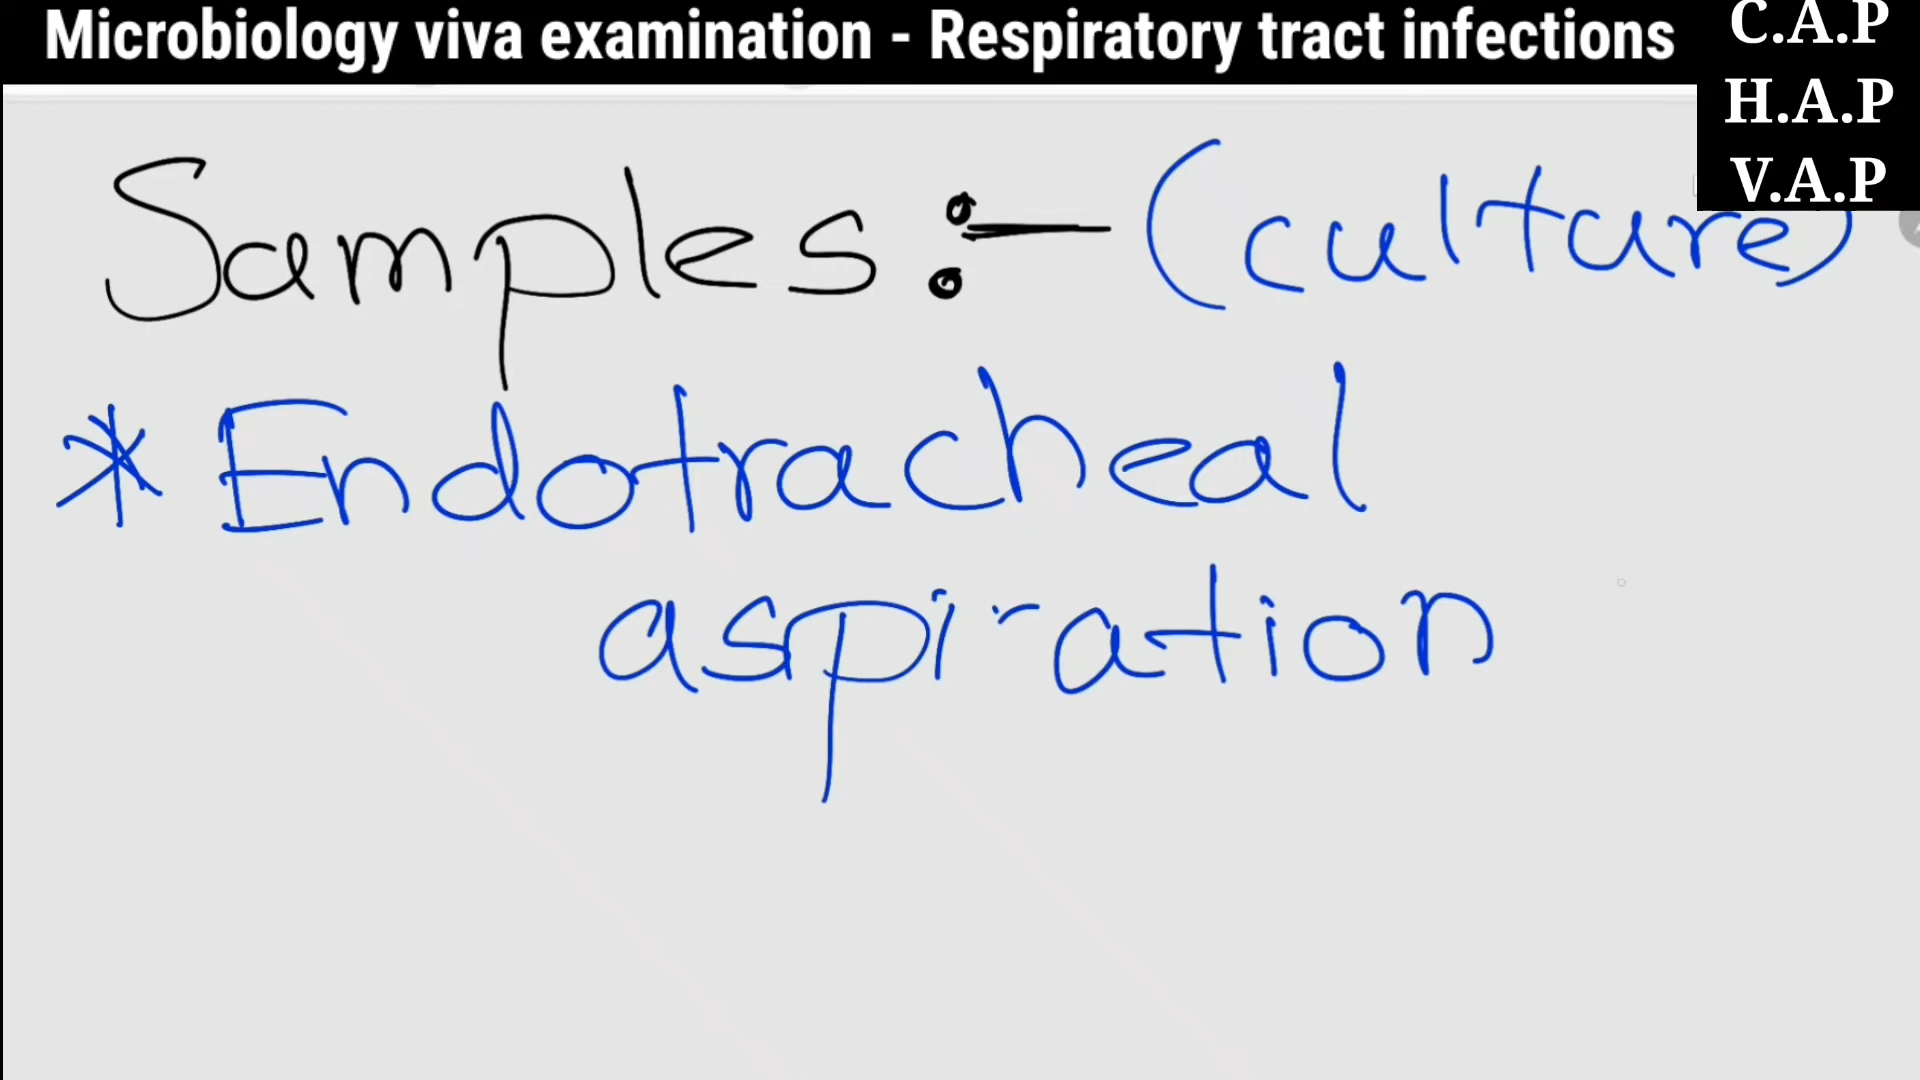 Microbiology viva examination - Respiratory tract infections
C.A.P
H.A.P
V.A.P
Samples :- (culture)
* Endotracheal
aspiration